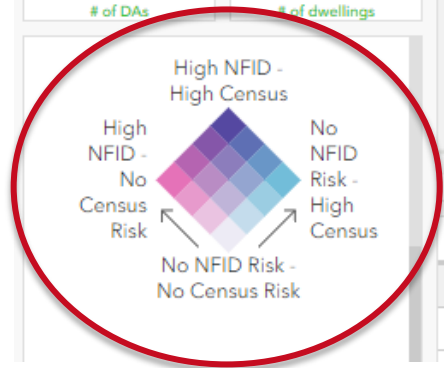 # of DAs
# of dwellings
High NFID -
High Census
High
NFID -
No
Census
Risk
No
NFID
Risk -
High
Census
No NFID Risk -
No Census Risk